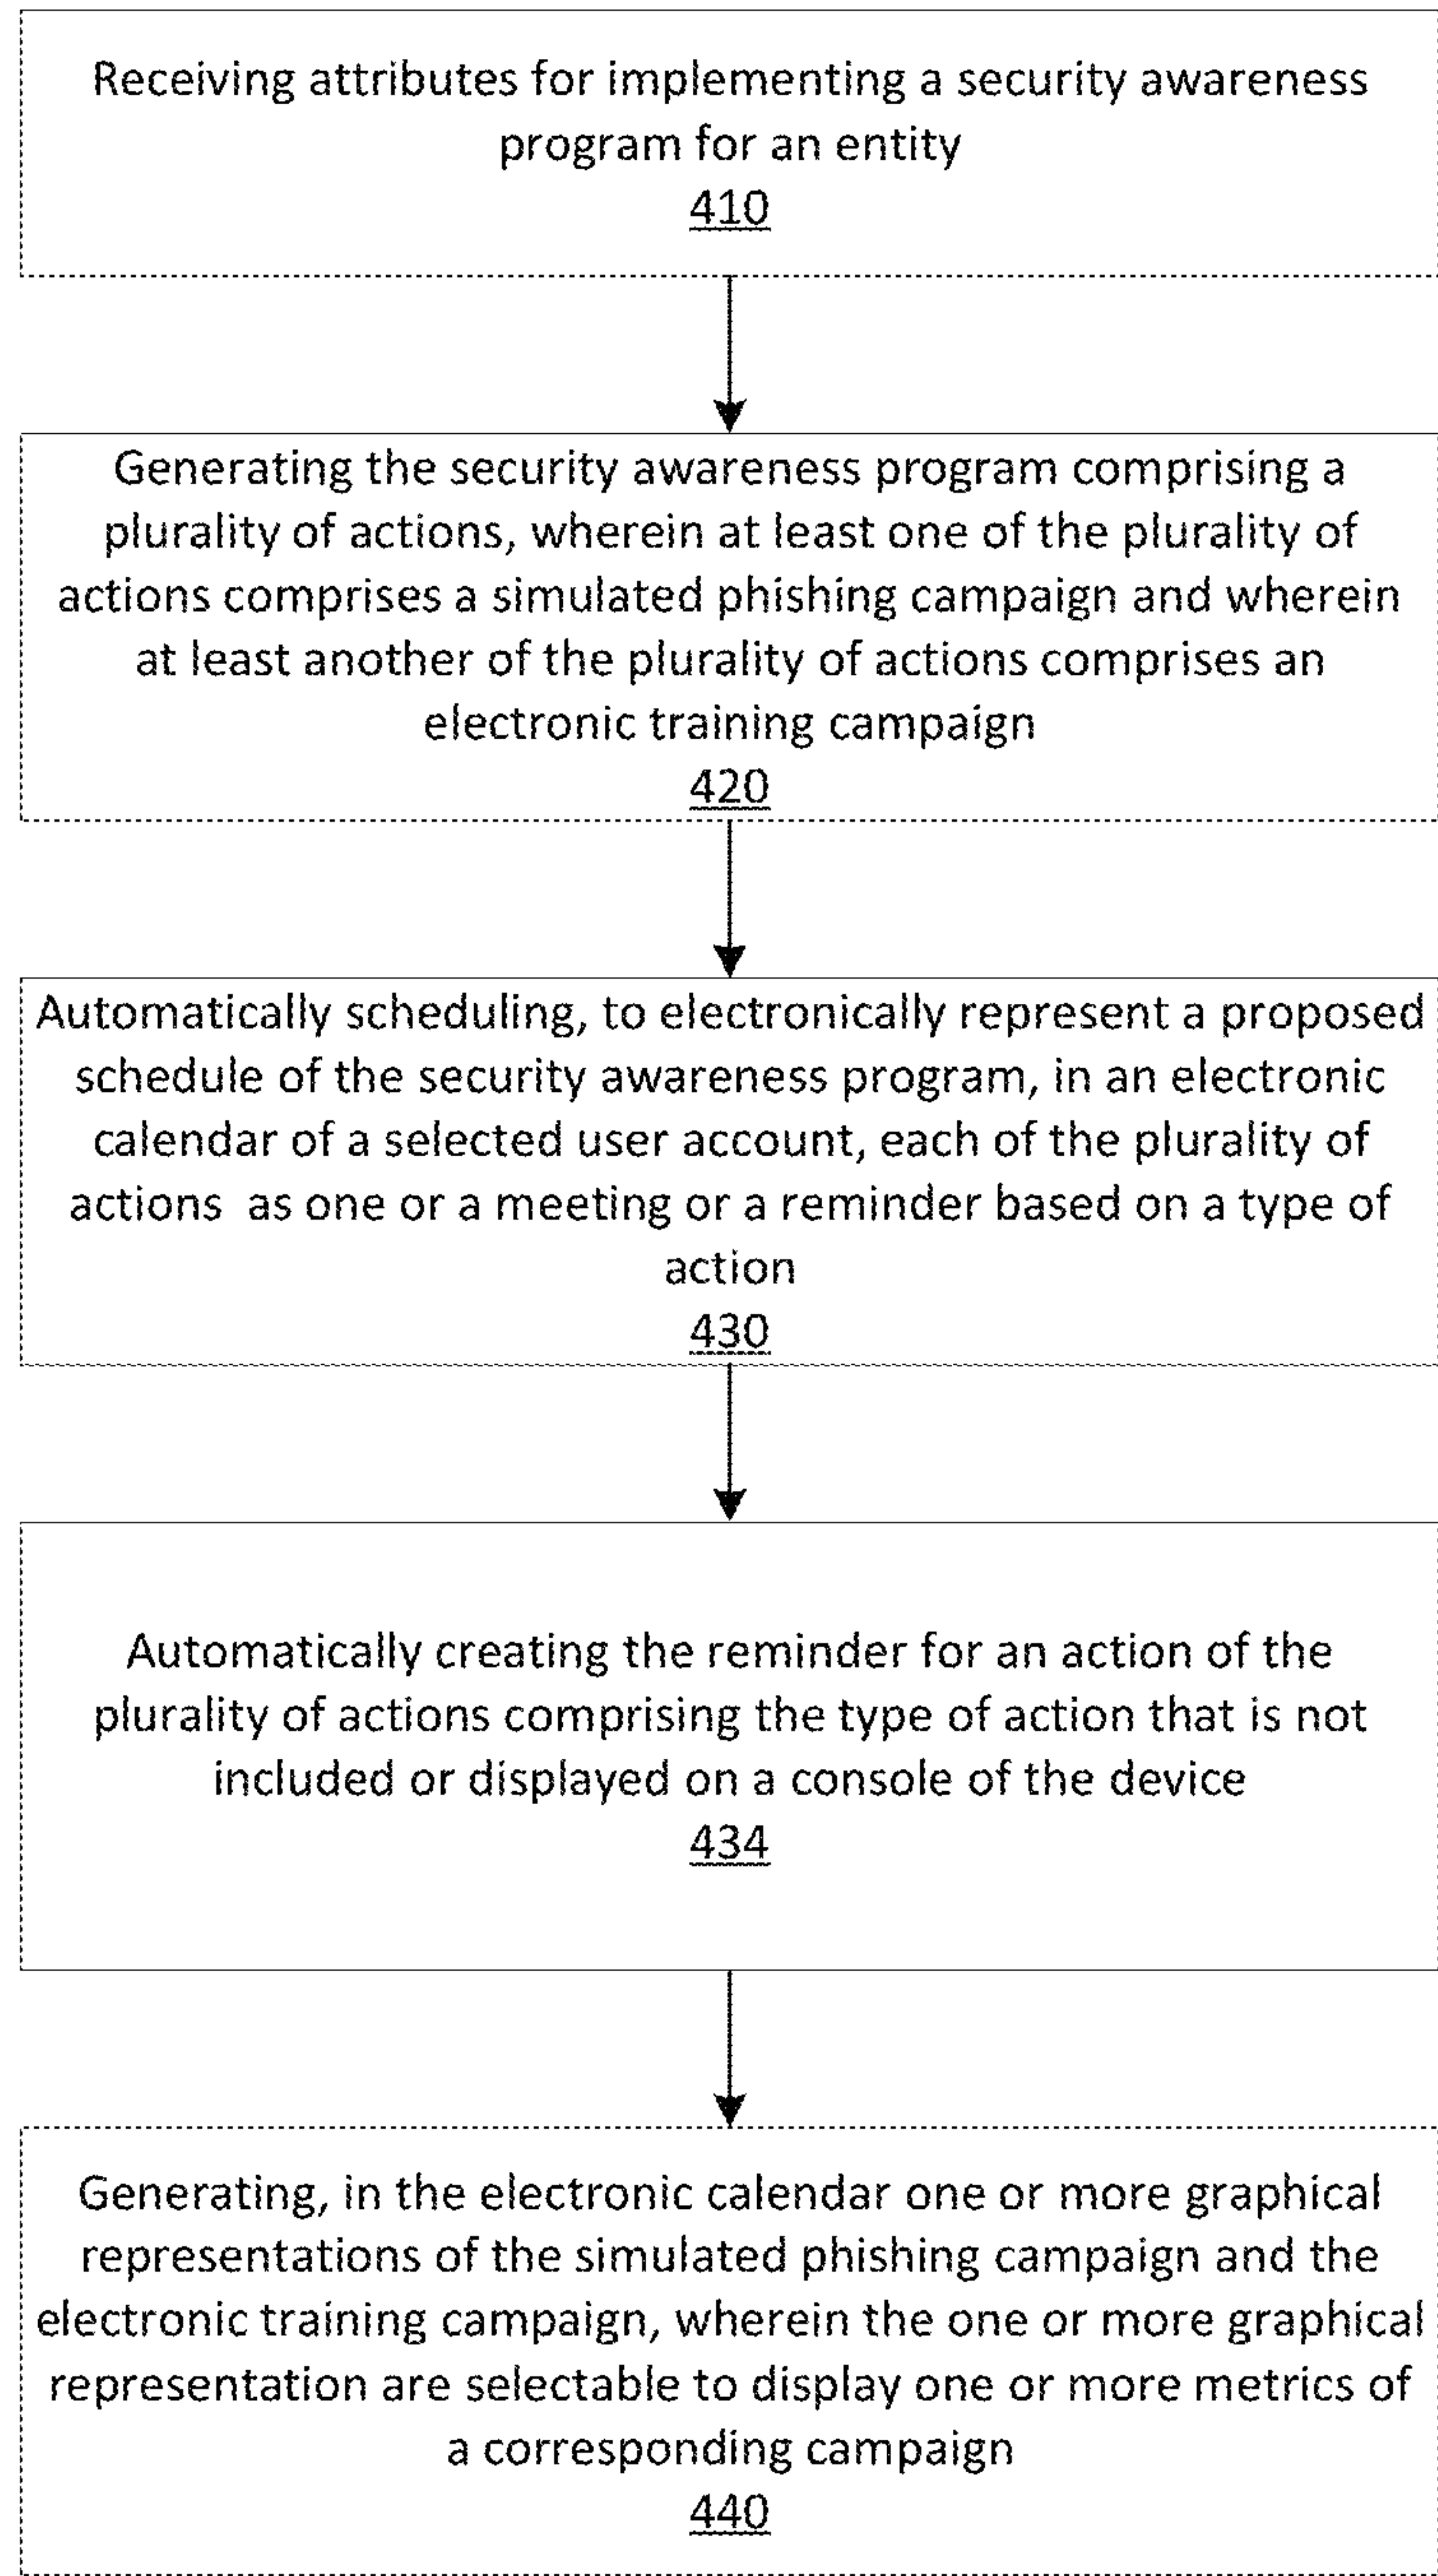 Receiving attributes for implementing a security awareness
program for an entity
410
Generating the security awareness program comprising a
plurality of actions, wherein at least one of the plurality of
actions comprises a simulated phishing campaign and wherein
at least another of the plurality of actions comprises an
electronic training campaign
420
Automatically scheduling, to electronically represent a proposed
schedule of the security awareness program, in an electronic
calendar of a selected user account, each of the plurality of
actions as one or a meeting or a reminder based on a type of
action
430
Automatically creating the reminder for an action of the
plurality of actions comprising the type of action that is not
included or displayed on a console of the device
434
Generating, in the electronic calendar one or more graphical
representations of the simulated phishing campaign and the
electronic training campaign, wherein the one or more graphical
representation are selectable to display one or more metrics of
a corresponding campaign
440